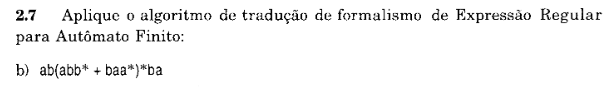 2.7 Aplique o algoritmo de tradução de formalismo de Expressão Regular
para Autômato Finito:
b) ab(abb* + baa*)*ba